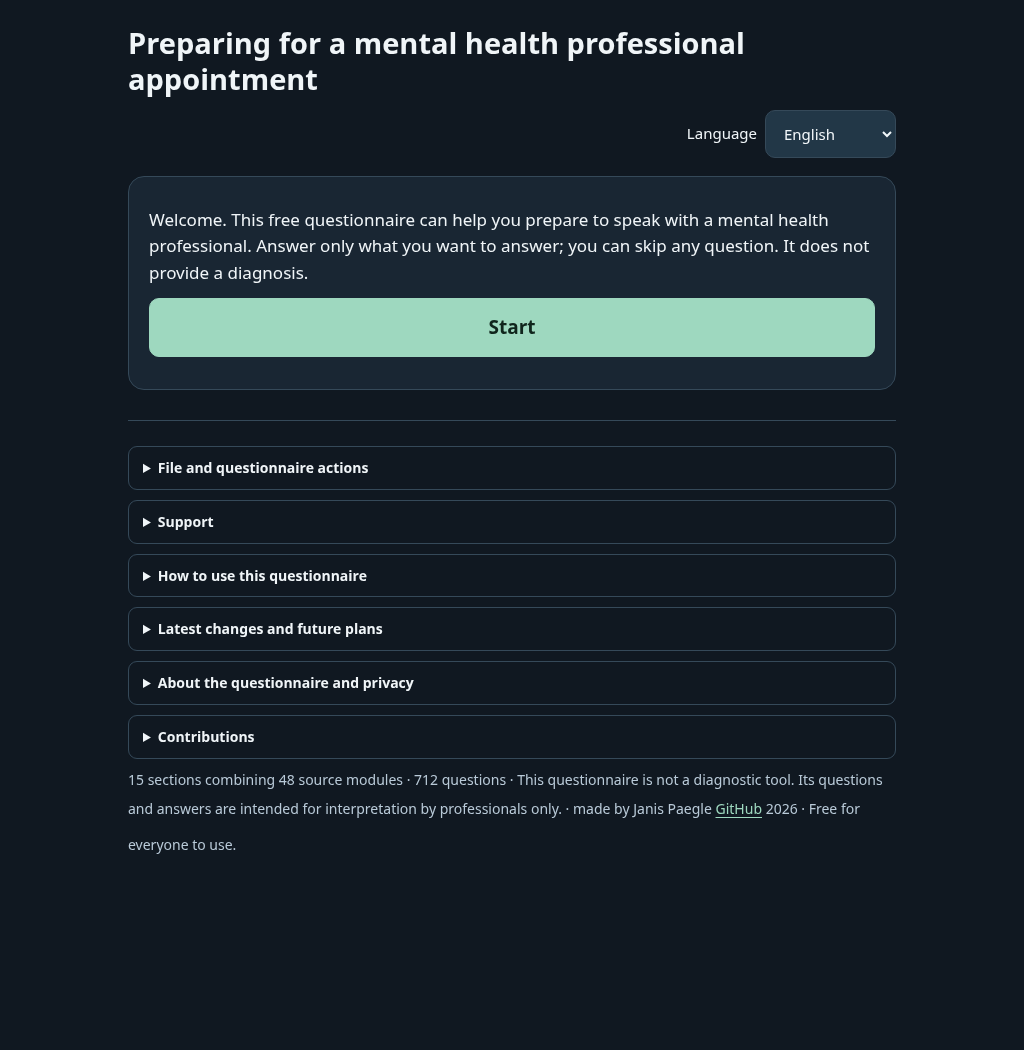 Preparing for a mental health professional
appointment
Language
English
Welcome. This free questionnaire can help you prepare to speak with a mental health
professional. Answer only what you want to answer; you can skip any question. It does not
provide a diagnosis.
Start
File and questionnaire actions
Support
How to use this questionnaire
Latest changes and future plans
About the questionnaire and privacy
Contributions
15 sections combining 48 source modules · 712 questions · This questionnaire is not a diagnostic tool. Its questions
and answers are intended for interpretation by professionals only. · made by Janis Paegle GitHub 2026 · Free for
everyone to use.